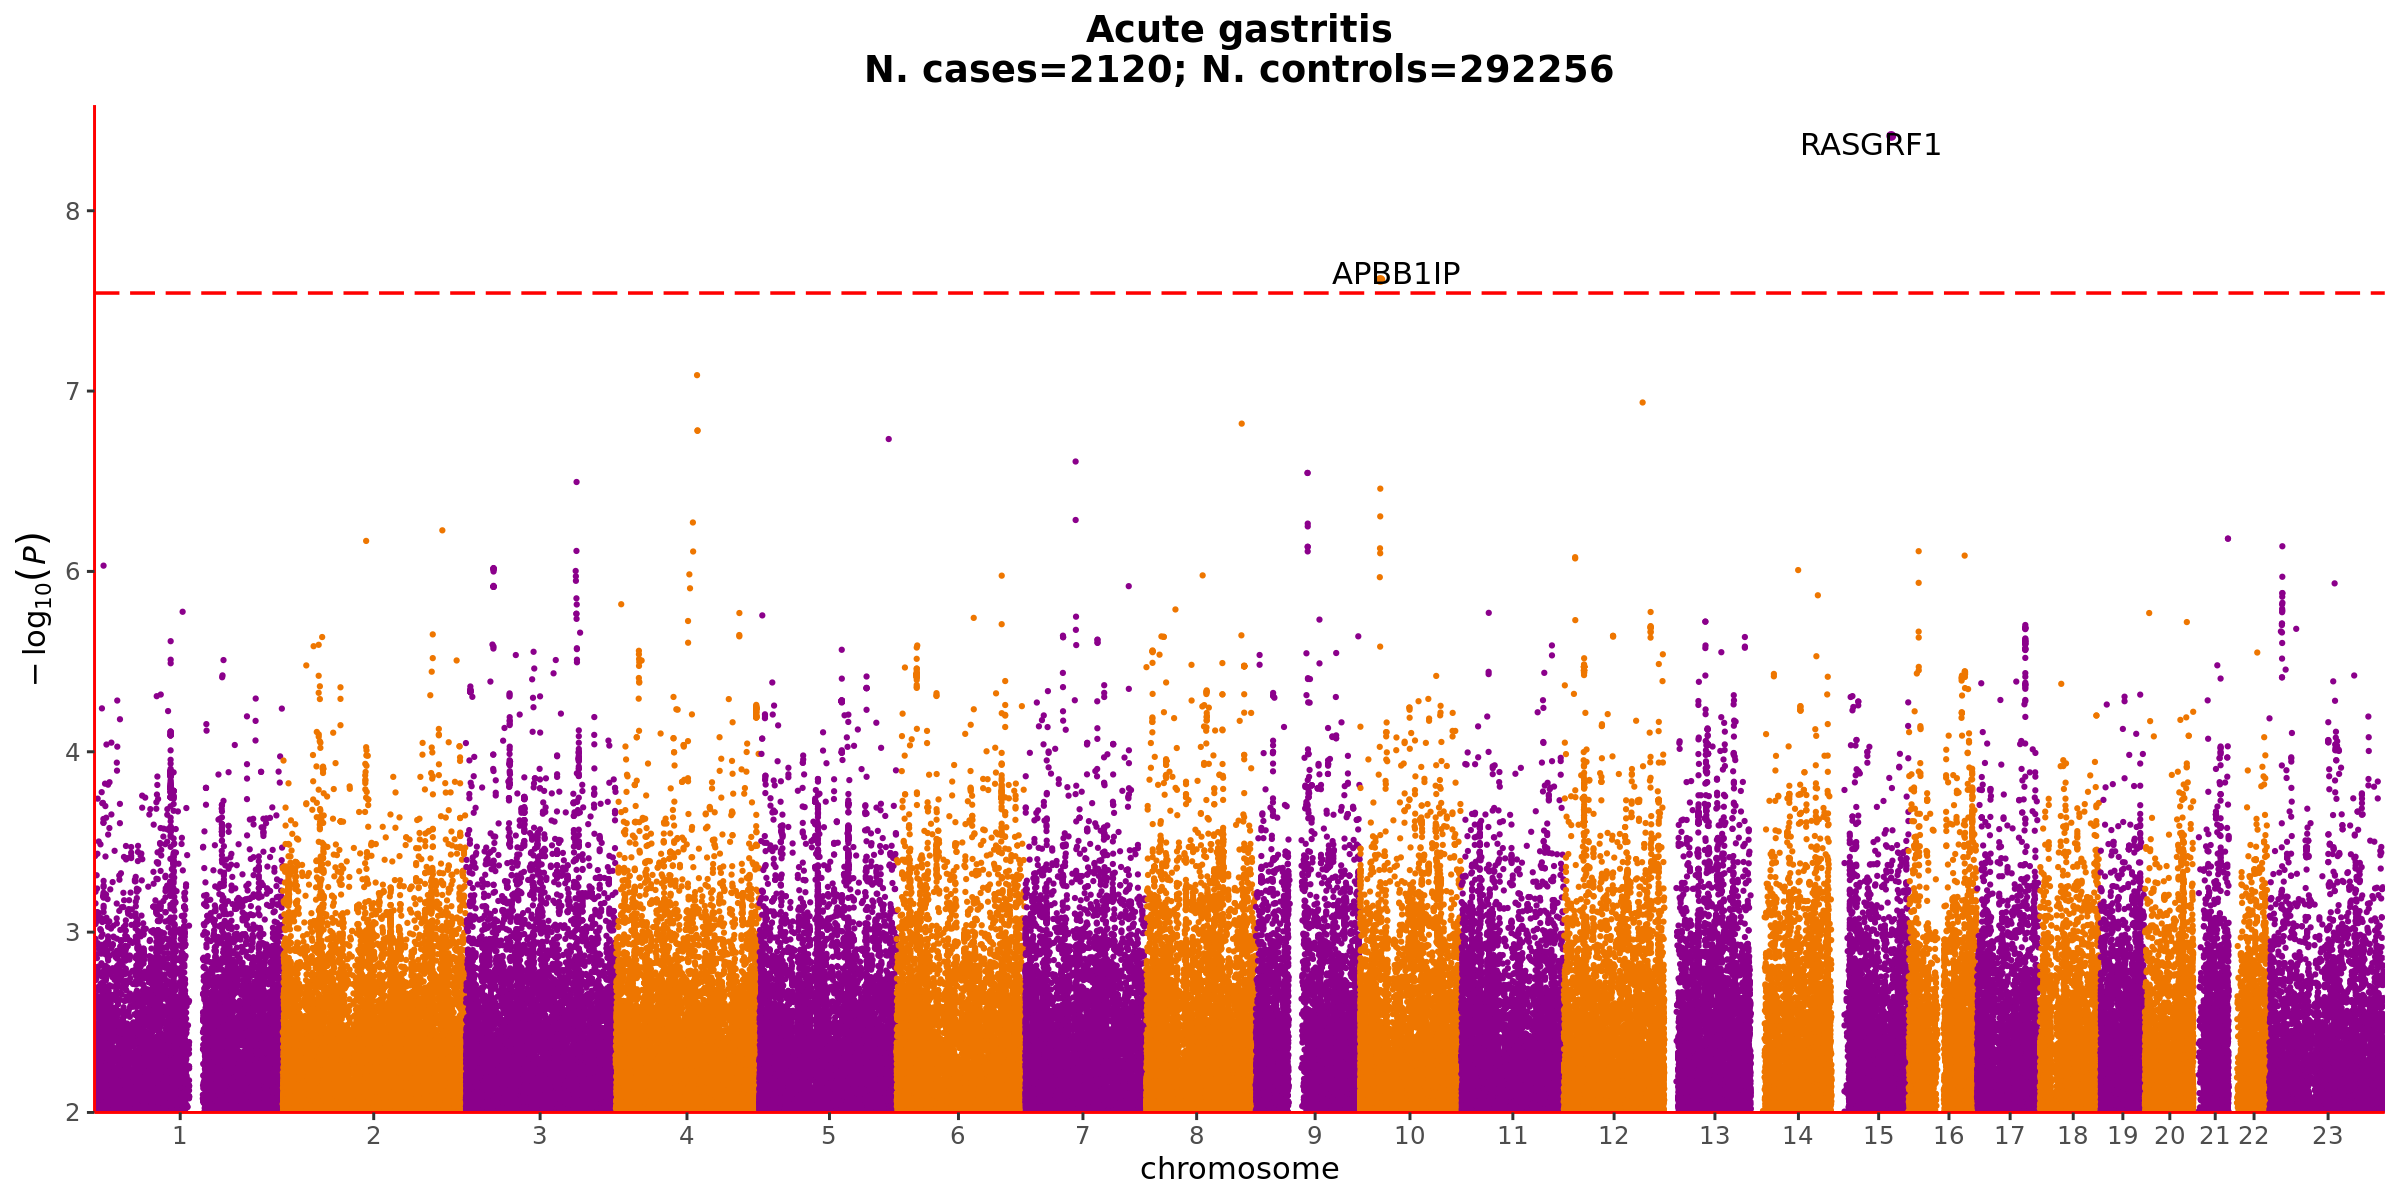 Acute gastritis
N. cases=2120; N. controls=292256
RASGRF1
8
APBB1IP
7
6
− log10(P)
5
4
3
2
1 2 3 4 5 6 7 8 9 10 11 12 13 14 15 16 17 18 19 20 21 22 23
chromosome